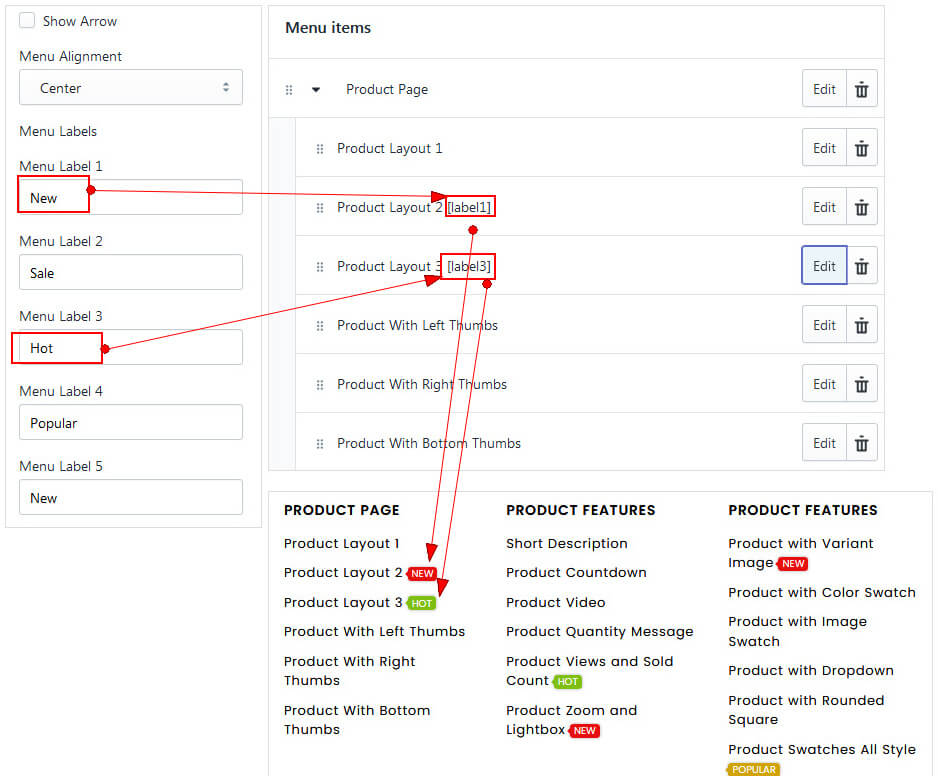 Show Arrow
Menu Alignment
Center
Menu Labels
Menu Label 1
New
Menu Label 2
Sale
Menu Label 3
Hot
Menu Label 4
Popular
Menu Label 5
New
Menu items
Product Page Edit
Product Layout 1 Edit
Product Layout 2 [label1] Edit
Product Layout 3 [label3] Edit
Product With Left Thumbs Edit
Product With Right Thumbs Edit
Product With Bottom Thumbs Edit
PRODUCT PAGE
Product Layout 1
Product Layout 2 NEW
Product Layout 3 HOT
Product With Left Thumbs
Product With Right
Thumbs
Product With Bottom
Thumbs
PRODUCT FEATURES
Short Description
Product Countdown
Product Video
Product Quantity Message
Product Views and Sold
Count HOT
Product Zoom and
Lightbox NEW
PRODUCT FEATURES
Product with Variant
Image NEW
Product with Color Swatch
Product with Image
Swatch
Product with Dropdown
Product with Rounded
Square
Product Swatches All Style
POPULAR